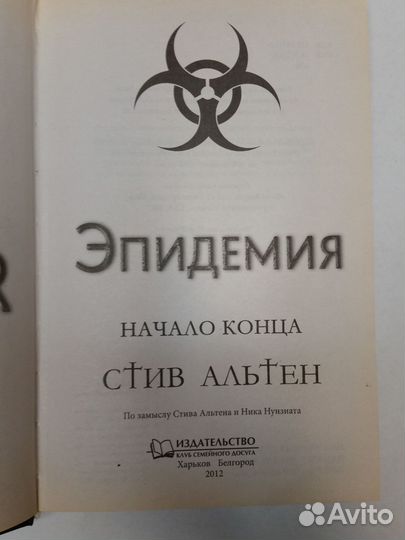 Эпидемия
НАЧАЛО КОНЦА
СТИВ АЛЬТЕН
По замыслу Стива Альтена и Ника Нунзиата
ИЗДАТЕЛЬСТВО
КЛУБ СЕМЕЙНОГО ДОСУГА
Харьков Белгород
2012
Avito